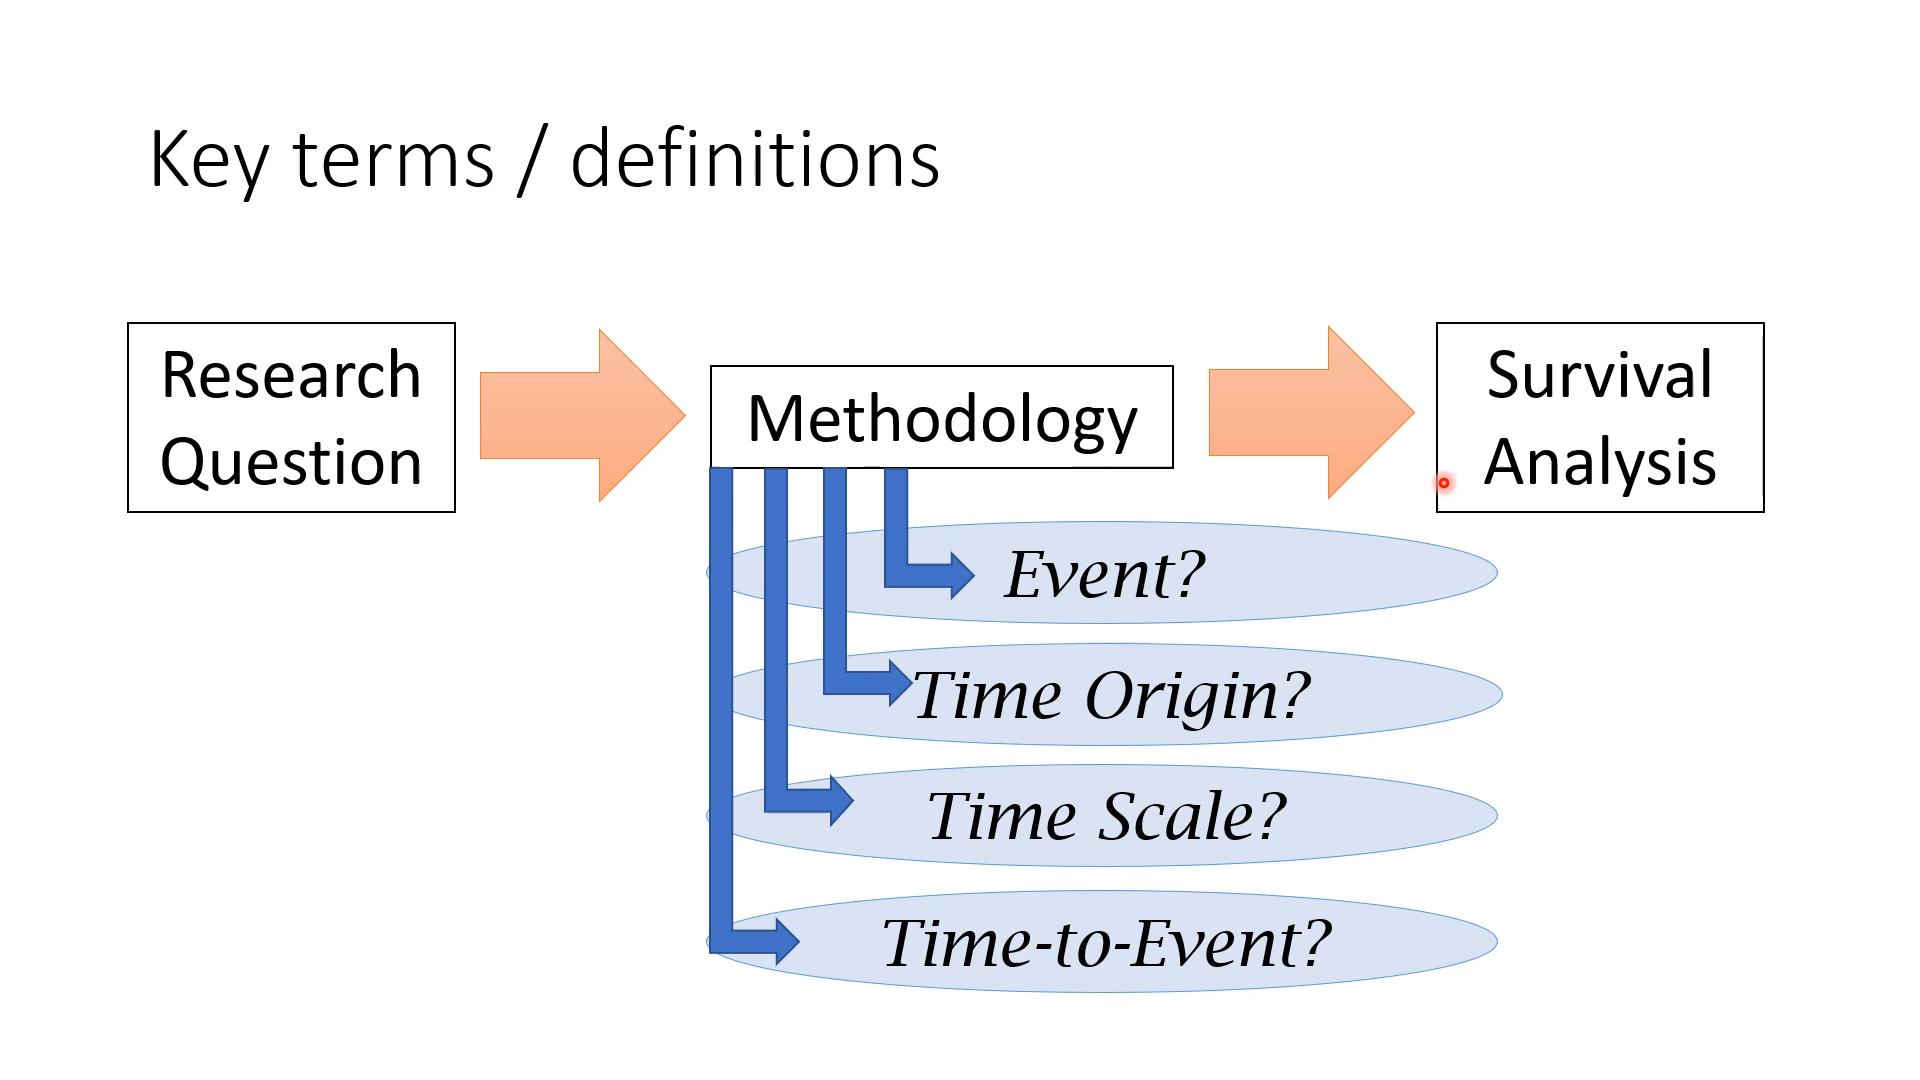 Key terms / definitions
Research
Question
Methodology
Survival
Analysis
Event?
Time Origin?
Time Scale?
Time-to-Event?